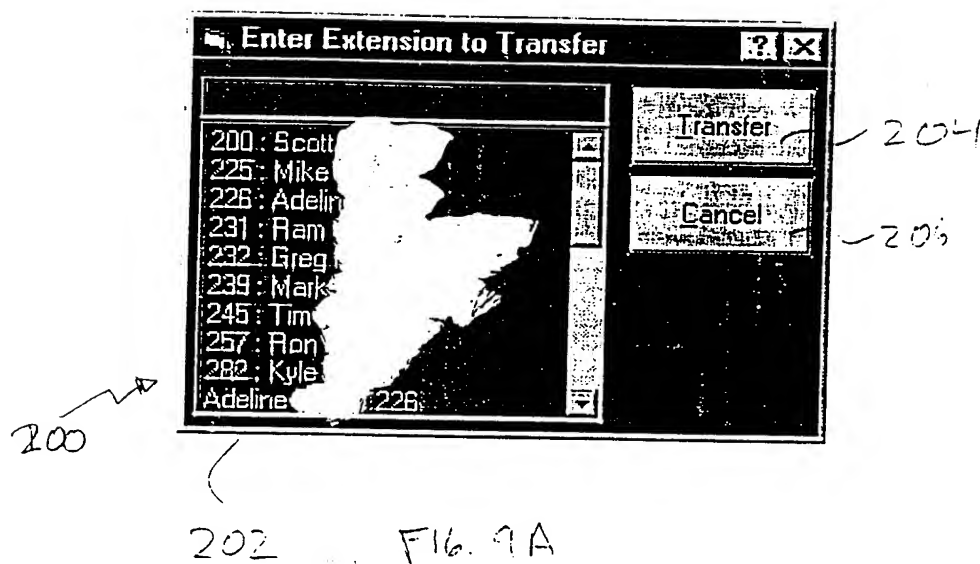 Enter Extension to Transfer
200 : Scott
Transfer
204
225 : Mike
226 : Adelin
Cancel
231 : Ram
206
232 : Greg
239 : Mark
245 : Tim
257 : Ron
282 : Kyle
Adeline 226
200
202 FIG. 9A